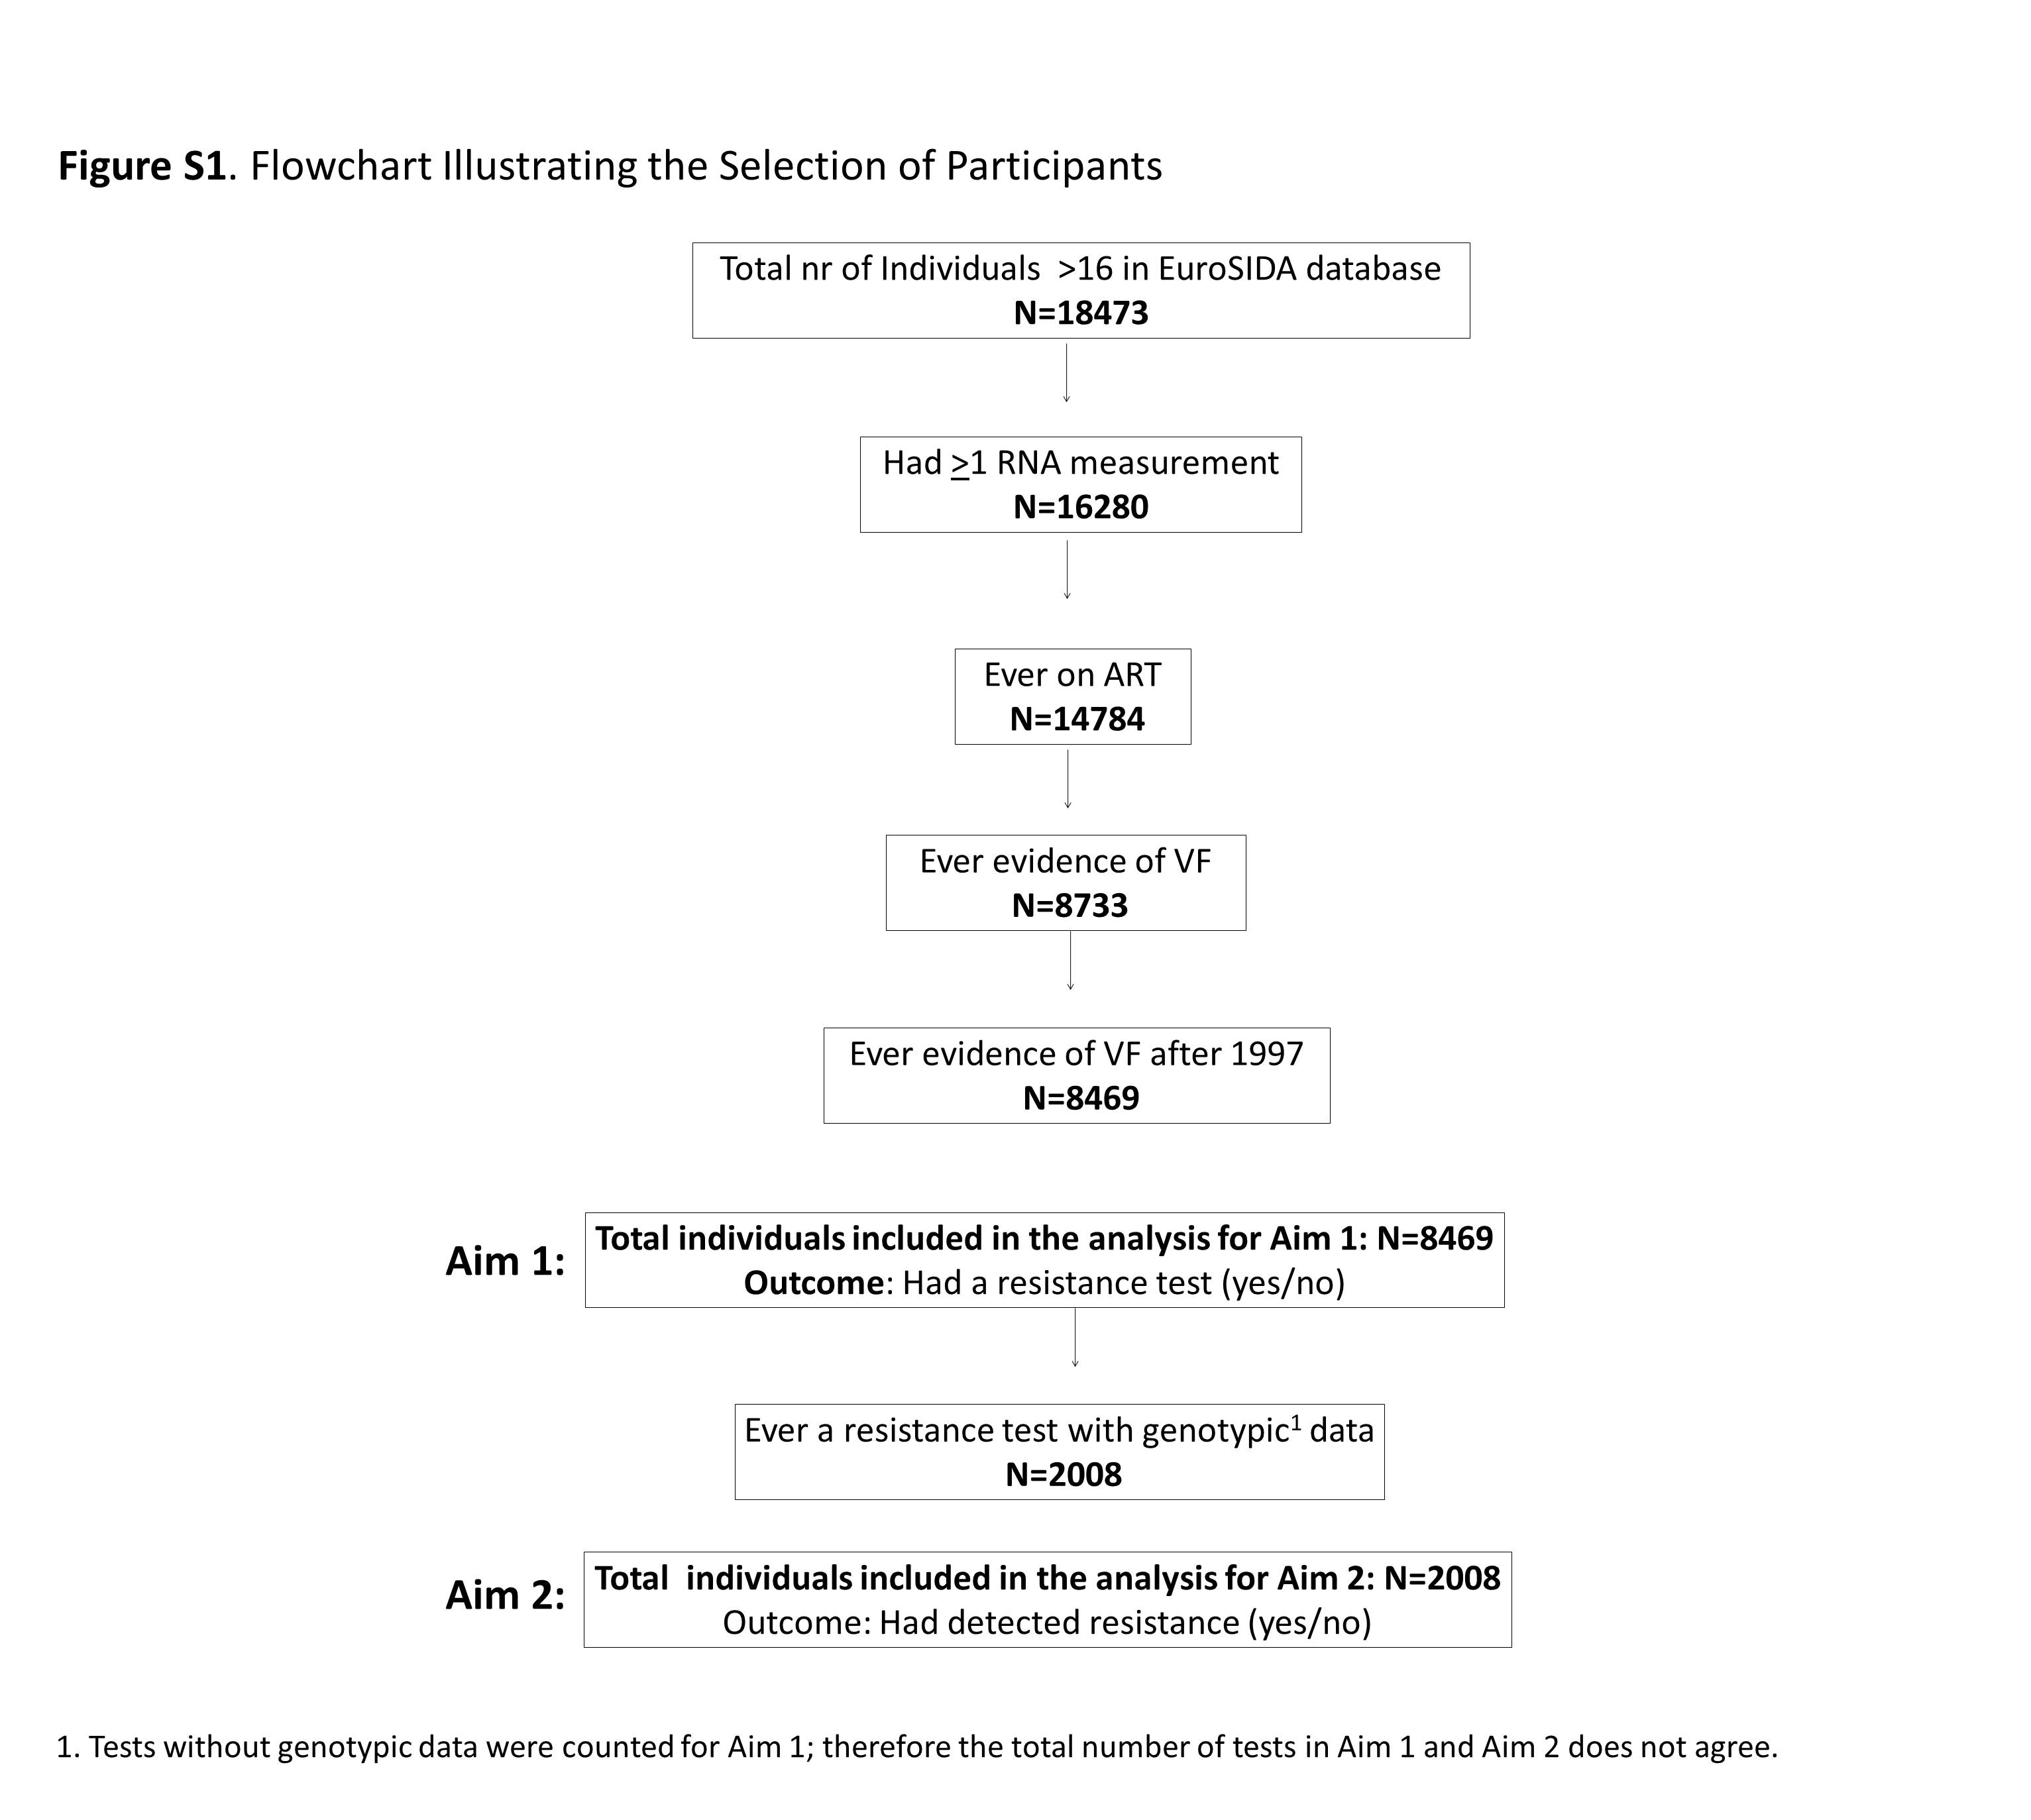 Figure S1. Flowchart Illustrating the Selection of Participants
Total nr of Individuals >16 in EuroSIDA database
N=18473
Had ≥1 RNA measurement
N=16280
Ever on ART
N=14784
Ever evidence of VF
N=8733
Ever evidence of VF after 1997
N=8469
Aim 1:
Total individuals included in the analysis for Aim 1: N=8469
Outcome: Had a resistance test (yes/no)
Ever a resistance test with genotypic¹ data
N=2008
Aim 2:
Total individuals included in the analysis for Aim 2: N=2008
Outcome: Had detected resistance (yes/no)
1. Tests without genotypic data were counted for Aim 1; therefore the total number of tests in Aim 1 and Aim 2 does not agree.